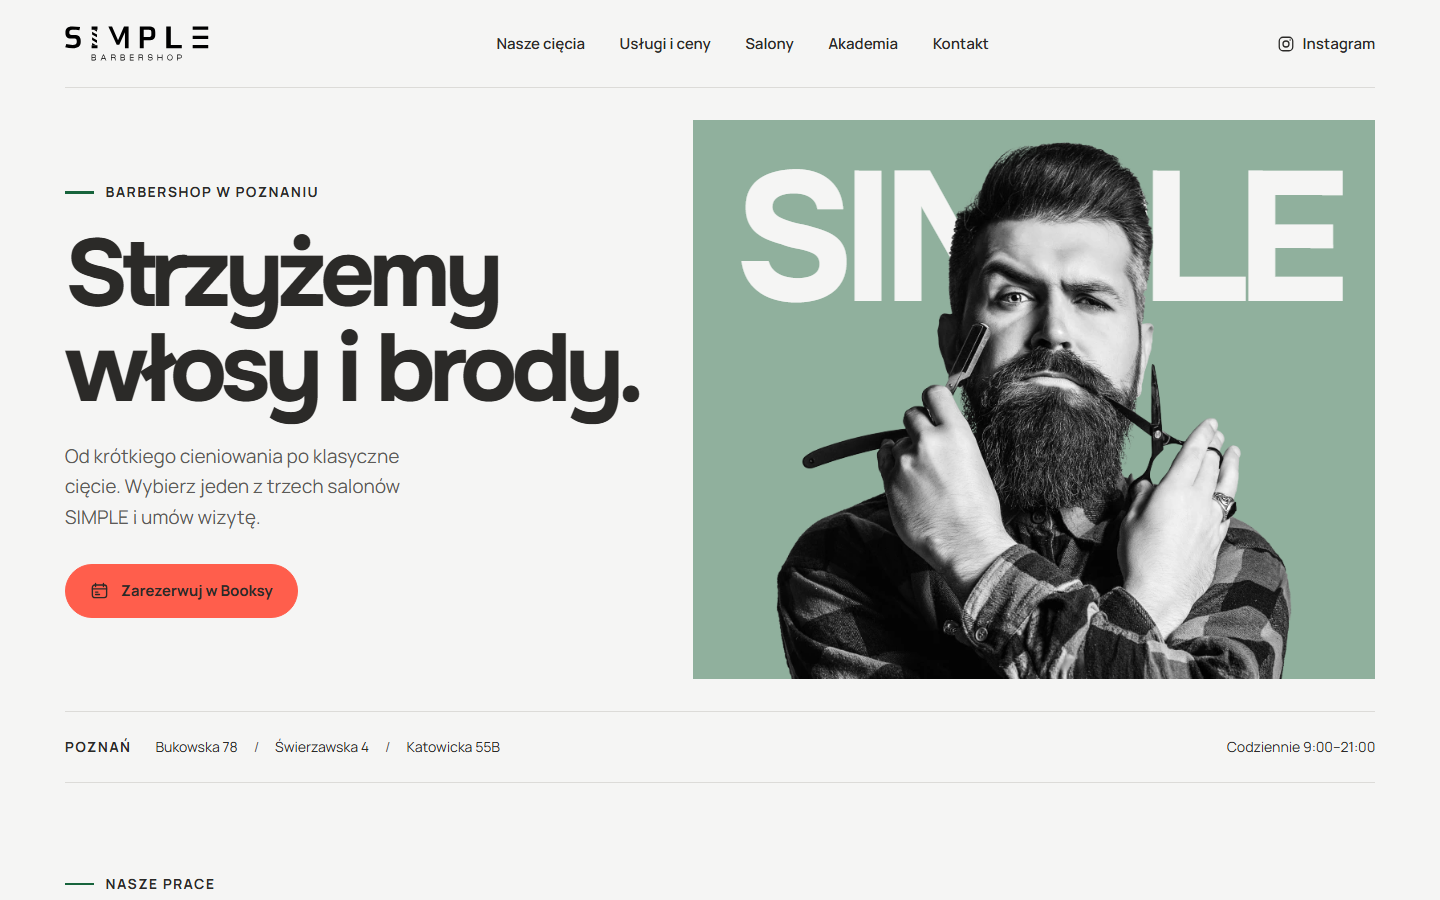 SIMPLE
BARBERSHOP
Nasze cięcia
Usługi i ceny
Salony
Akademia
Kontakt
Instagram
BARBERSHOP W POZNANIU
Strzyżemy
włosy i brody.
Od krótkiego cieniowania po klasyczne
cięcie. Wybierz jeden z trzech salonów
SIMPLE i umów wizytę.
Zarezerwuj w Booksy
SIMPLE
POZNAŃ Bukowska 78 / Świerzawska 4 / Katowicka 55B
Codziennie 9:00–21:00
NASZE PRACE